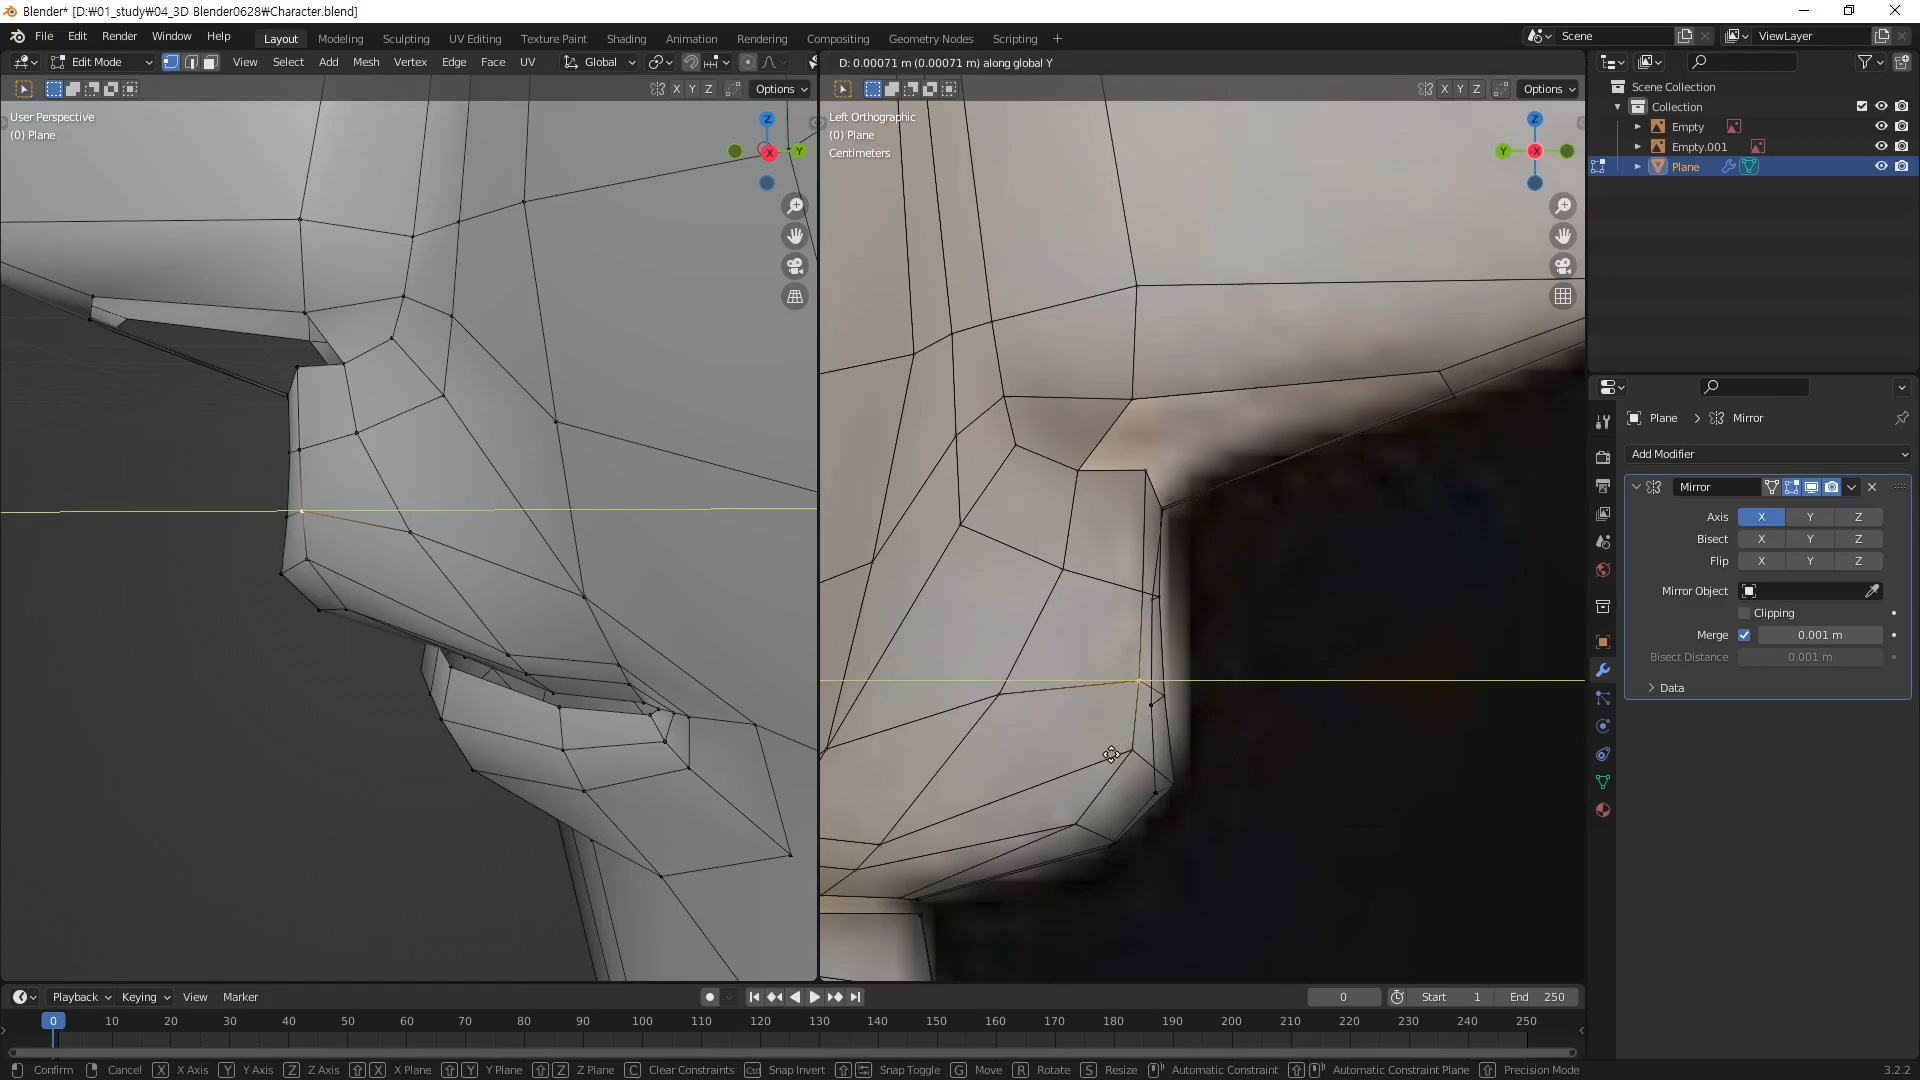 Blender* [D:₩01_study₩04_3D Blender0628₩Character.blend]
File Edit Render Window Help Layout Modeling Sculpting UV Editing Texture Paint Shading Animation Rendering Compositing Geometry Nodes Scripting + Scene ViewLayer
Edit Mode View Select Add Mesh Vertex Edge Face UV Global D: 0.00071 m (0.00071 m) along global Y
X Y Z Options X Y Z Options
User Perspective
(0) Plane
Z
X
Y
Left Orthographic
(0) Plane
Centimeters
Z
Y
X
Scene Collection
Collection
Empty
Empty.001
Plane
Plane > Mirror
Add Modifier
Mirror
Axis X Y Z
Bisect X Y Z
Flip X Y Z
Mirror Object
Clipping
Merge 0.001 m
Bisect Distance 0.001 m
Data
Playback Keying View Marker 0 Start 1 End 250
0 10 20 30 40 50 60 70 80 90 100 110 120 130 140 150 160 170 180 190 200 210 220 230 240 250
Confirm Cancel X X Axis Y Y Axis Z Z Axis X X Plane Y Y Plane Z Z Plane C Clear Constraints Ctrl Snap Invert Snap Toggle G Move R Rotate S Resize Automatic Constraint Automatic Constraint Plane Precision Mode 3.2.2